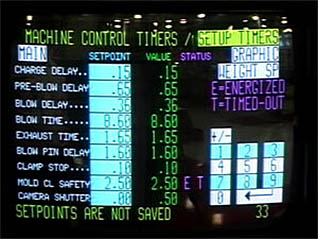 MACHINE CONTROL TIMERS / SETUP TIMERS
MAIN SETPOINT VALUE STATUS GRAPHIC
CHARGE DELAY.. .15 .15 WEIGHT SP
PRE-BLOW DELAY .65 .65 E=ENERGIZED
BLOW DELAY.... .36 .36 T=TIMED-OUT
BLOW TIME..... 8.60 8.60
EXHAUST TIME.. 1.65 1.65 +/-
BLOW PIN DELAY 1.60 1.60 1 2 3
CLAMP STOP.... .10 .10 4 5 6
MOLD CL SAFETY 2.50 2.50 E T 7 8 9
CAMERA SHUTTER .00 .50 0
SETPOINTS ARE NOT SAVED 33